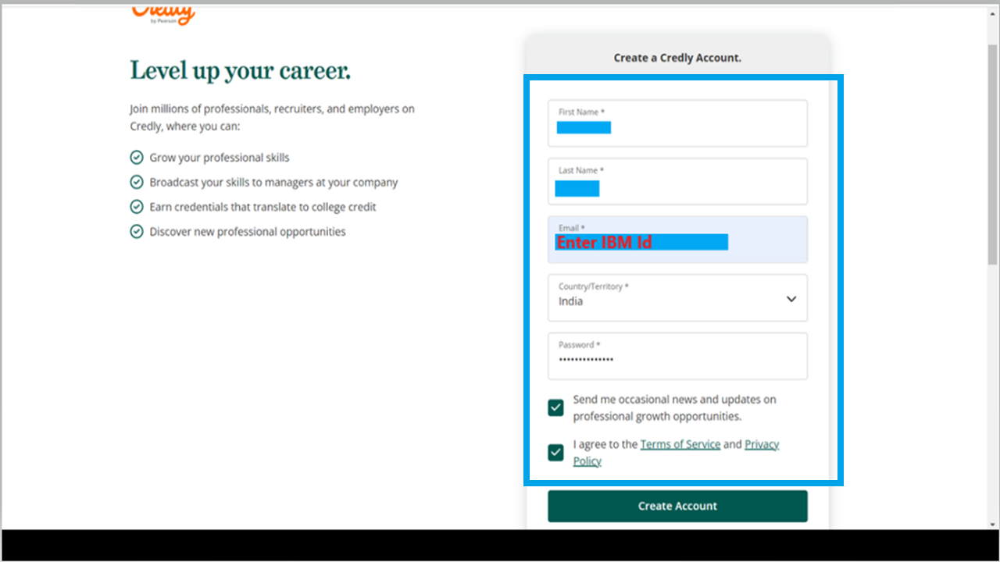 Credly
by Pearson
Level up your career.
Join millions of professionals, recruiters, and employers on
Credly, where you can:
Grow your professional skills
Broadcast your skills to managers at your company
Earn credentials that translate to college credit
Discover new professional opportunities
Create a Credly Account.
First Name *
Last Name *
Email *
Enter IBM Id
Country/Territory *
India
Password *
••••••••••••••
Send me occasional news and updates on
professional growth opportunities.
I agree to the Terms of Service and Privacy
Policy
Create Account